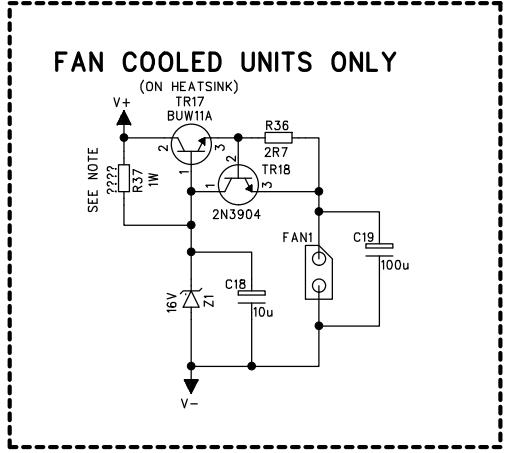 FAN COOLED UNITS ONLY
(ON HEATSINK)
V+
TR17
BUW11A
2
3
1
R36
2R7
SEE NOTE
????
R37
1W
2
TR18
1
3
2N3904
FAN1
C19
100u
C18
10u
16V
Z1
V-